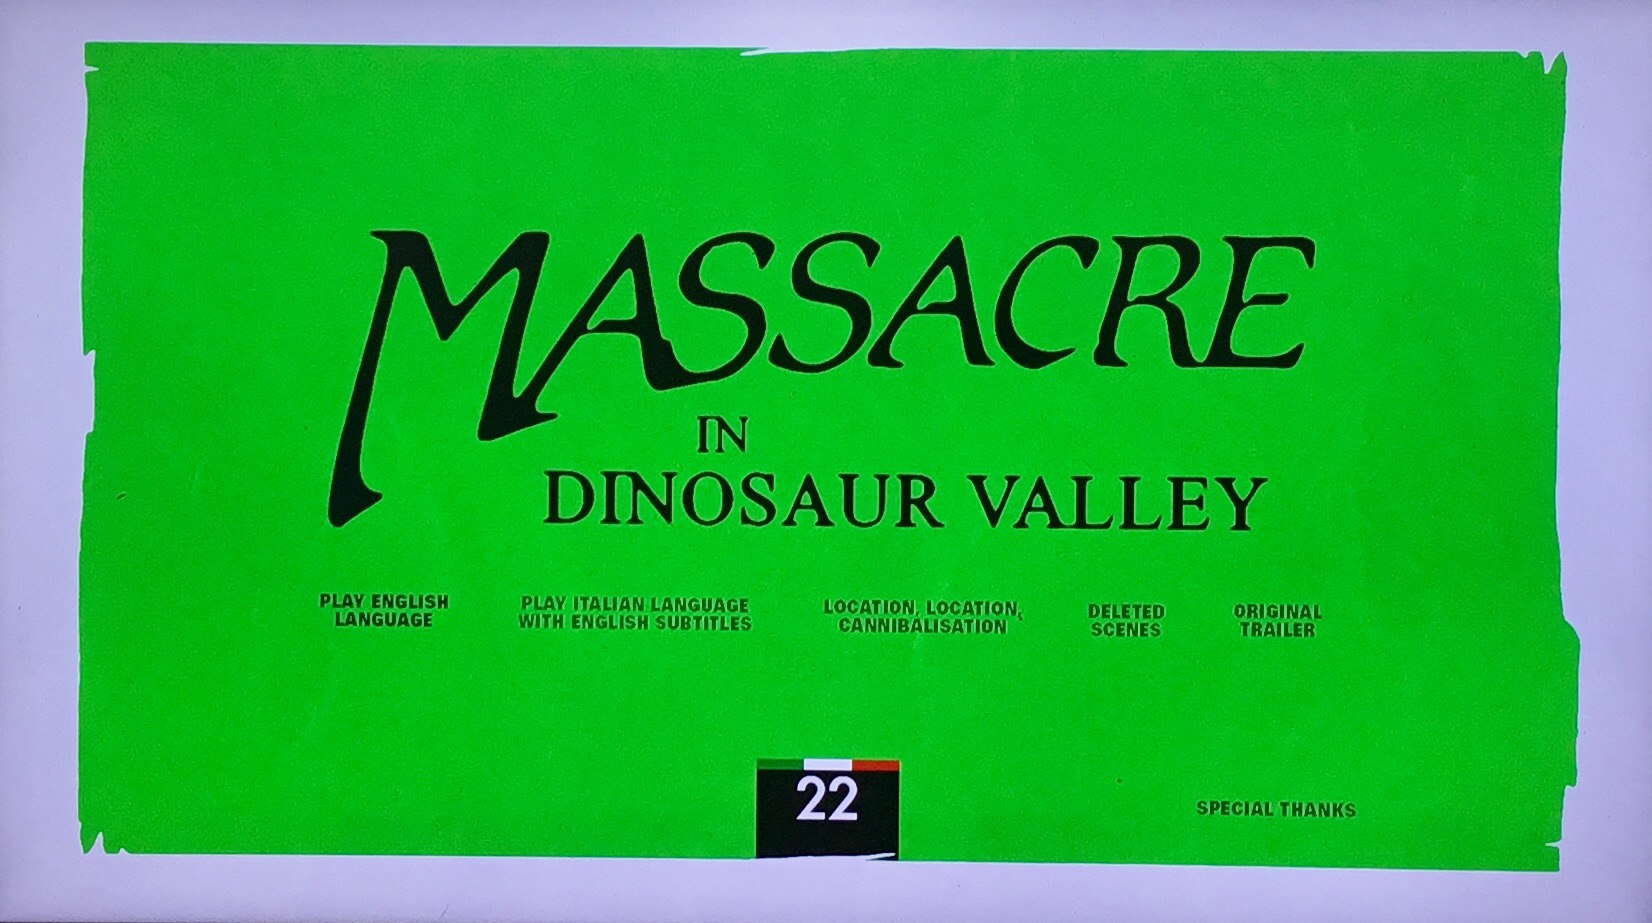 MASSACRE
IN
DINOSAUR VALLEY
PLAY ENGLISH
LANGUAGE
PLAY ITALIAN LANGUAGE
WITH ENGLISH SUBTITLES
LOCATION, LOCATION,
CANNIBALISATION
DELETED
SCENES
ORIGINAL
TRAILER
22
SPECIAL THANKS